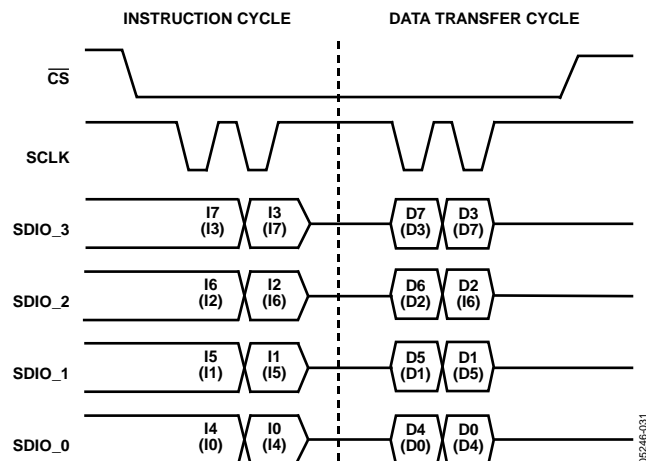 INSTRUCTION CYCLE DATA TRANSFER CYCLE
CS
SCLK
SDIO_3 I7 I3 D7 D3
(I3) (I7) (D3) (D7)
SDIO_2 I6 I2 D6 D2
(I2) (I6) (D2) (I6)
SDIO_1 I5 I1 D5 D1
(I1) (I5) (D1) (D5)
SDIO_0 I4 I0 D4 D0
(I0) (I4) (D0) (D4)
05246-031